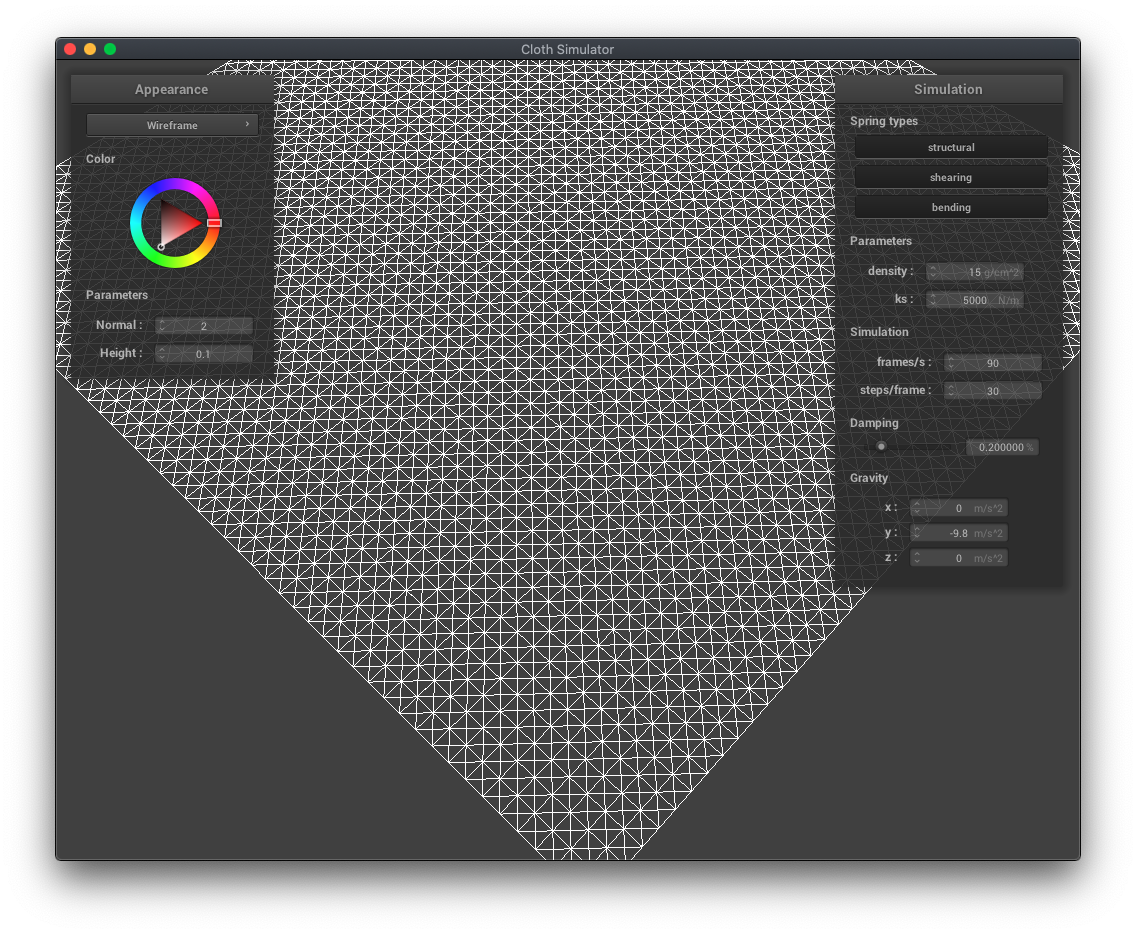 Cloth Simulator
Appearance
Wireframe
Color
Parameters
Normal : 2
Height : 0.1
Simulation
Spring types
structural
shearing
bending
Parameters
density : 15 g/cm^2
ks : 5000 N/m
Simulation
frames/s : 90
steps/frame : 30
Damping
0.200000 %
Gravity
x : 0 m/s^2
y : -9.8 m/s^2
z : 0 m/s^2